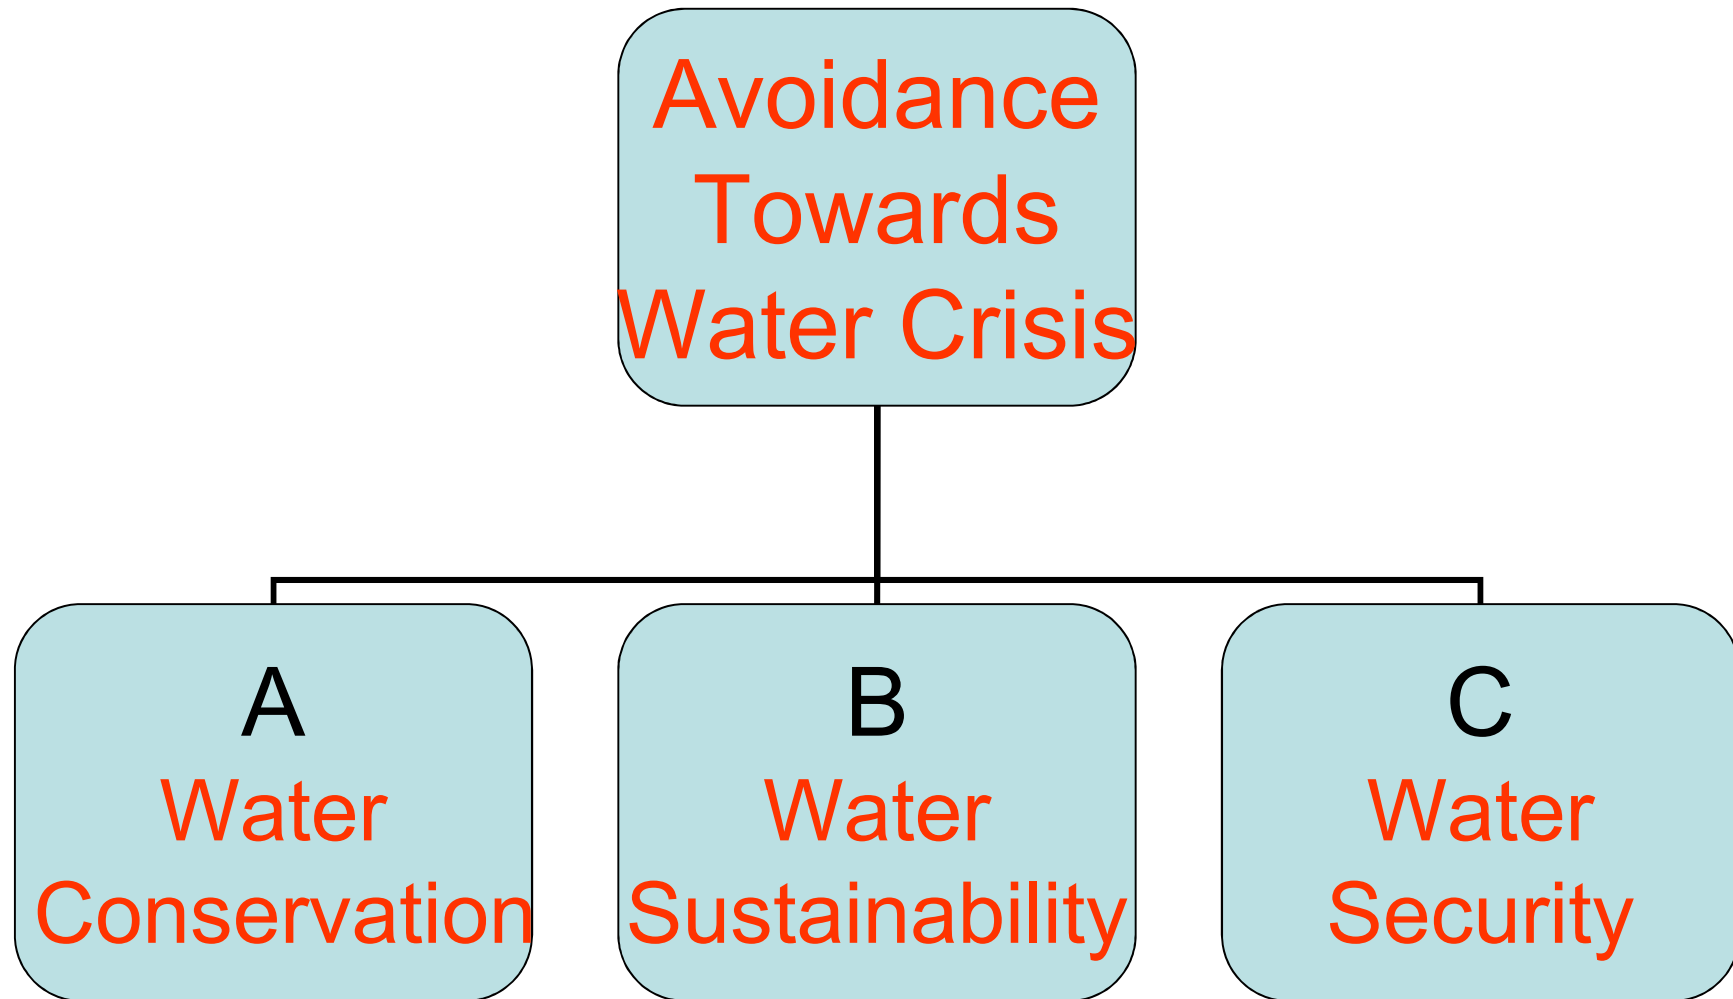 Avoidance
Towards
Water Crisis
A
Water
Conservation
B
Water
Sustainability
C
Water
Security